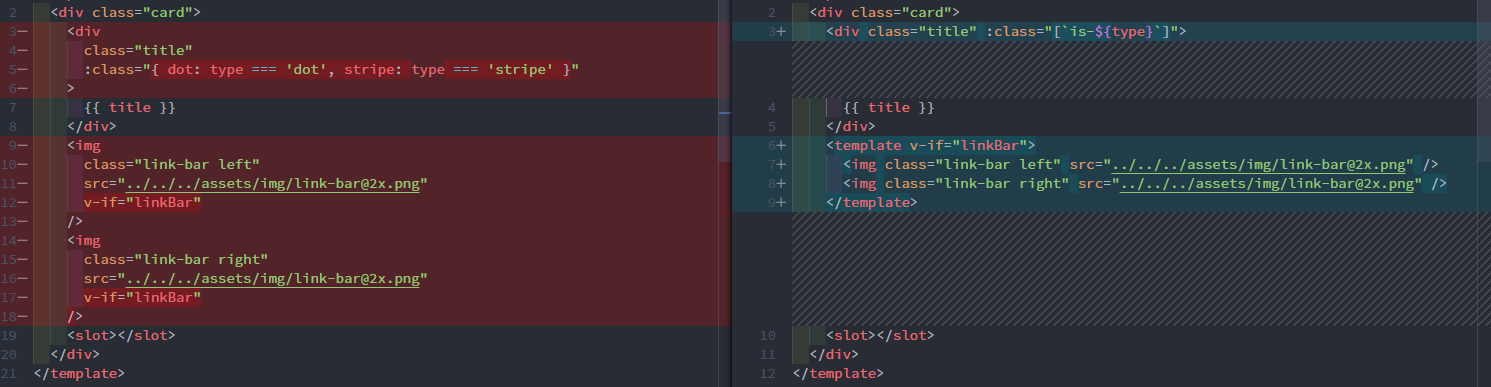 2 <div class="card">
3− <div
4− class="title"
5− :class="{ dot: type === 'dot', stripe: type === 'stripe' }"
6− >
7 {{ title }}
8 </div>
9− <img
10− class="link-bar left"
11− src="../../../assets/img/link-bar@2x.png"
12− v-if="linkBar"
13− />
14− <img
15− class="link-bar right"
16− src="../../../assets/img/link-bar@2x.png"
17− v-if="linkBar"
18− />
19 <slot></slot>
20 </div>
21 </template>
2 <div class="card">
3+ <div class="title" :class="[`is-${type}`]">
4 {{ title }}
5 </div>
6+ <template v-if="linkBar">
7+ <img class="link-bar left" src="../../../assets/img/link-bar@2x.png" />
8+ <img class="link-bar right" src="../../../assets/img/link-bar@2x.png" />
9+ </template>
10 <slot></slot>
11 </div>
12 </template>